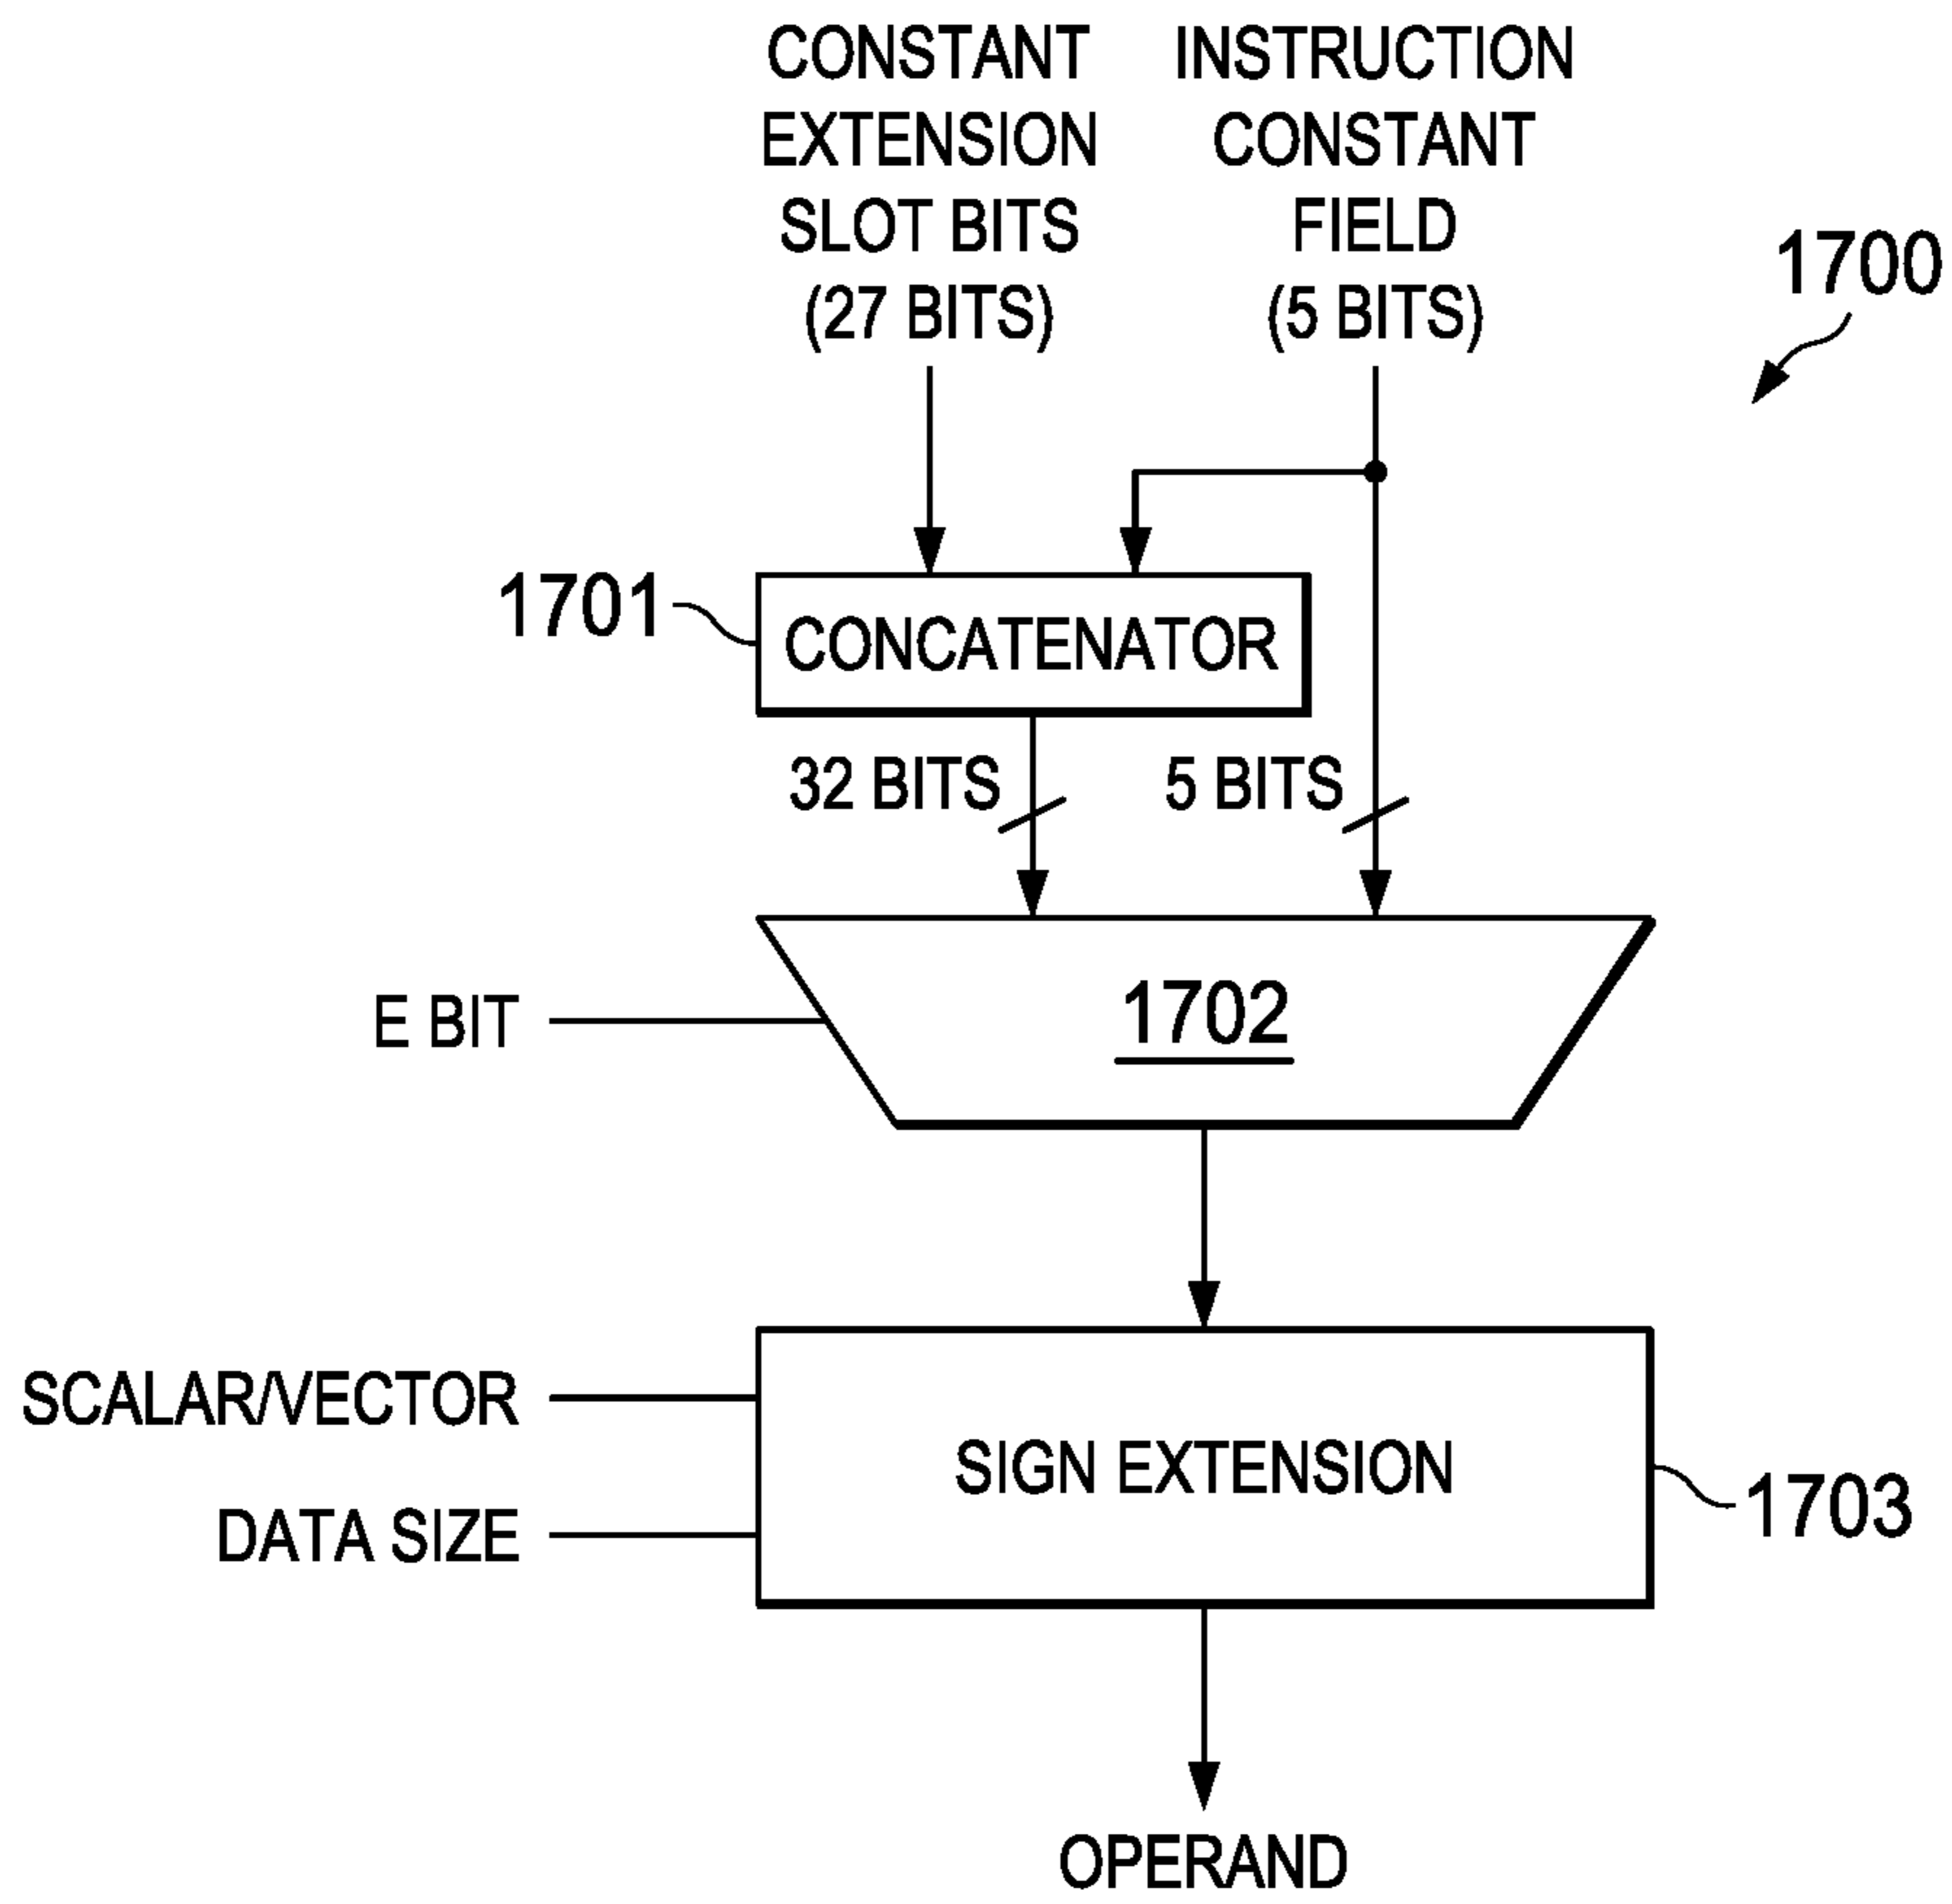 CONSTANT
EXTENSION
SLOT BITS
(27 BITS)
INSTRUCTION
CONSTANT
FIELD
(5 BITS)
1700
1701
CONCATENATOR
32 BITS
5 BITS
E BIT
1702
SCALAR/VECTOR
DATA SIZE
SIGN EXTENSION
1703
OPERAND